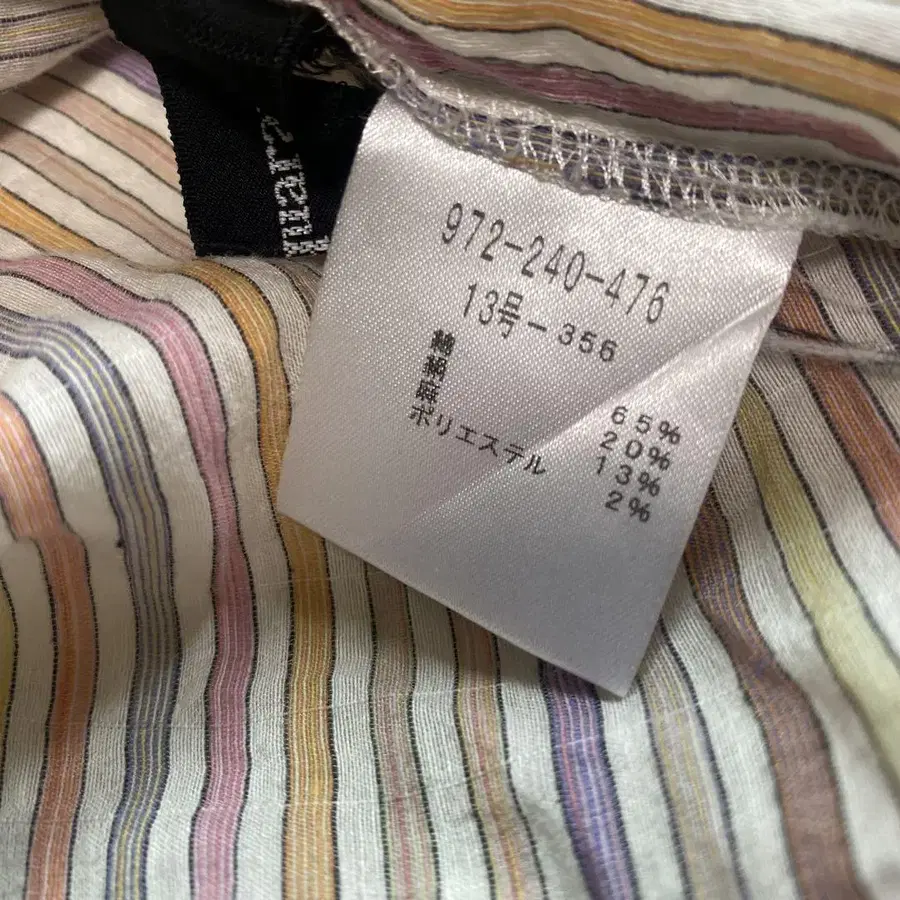 972-240-476
13号-356
綿 65%
絹 20%
麻 13%
ポリエステル 2%